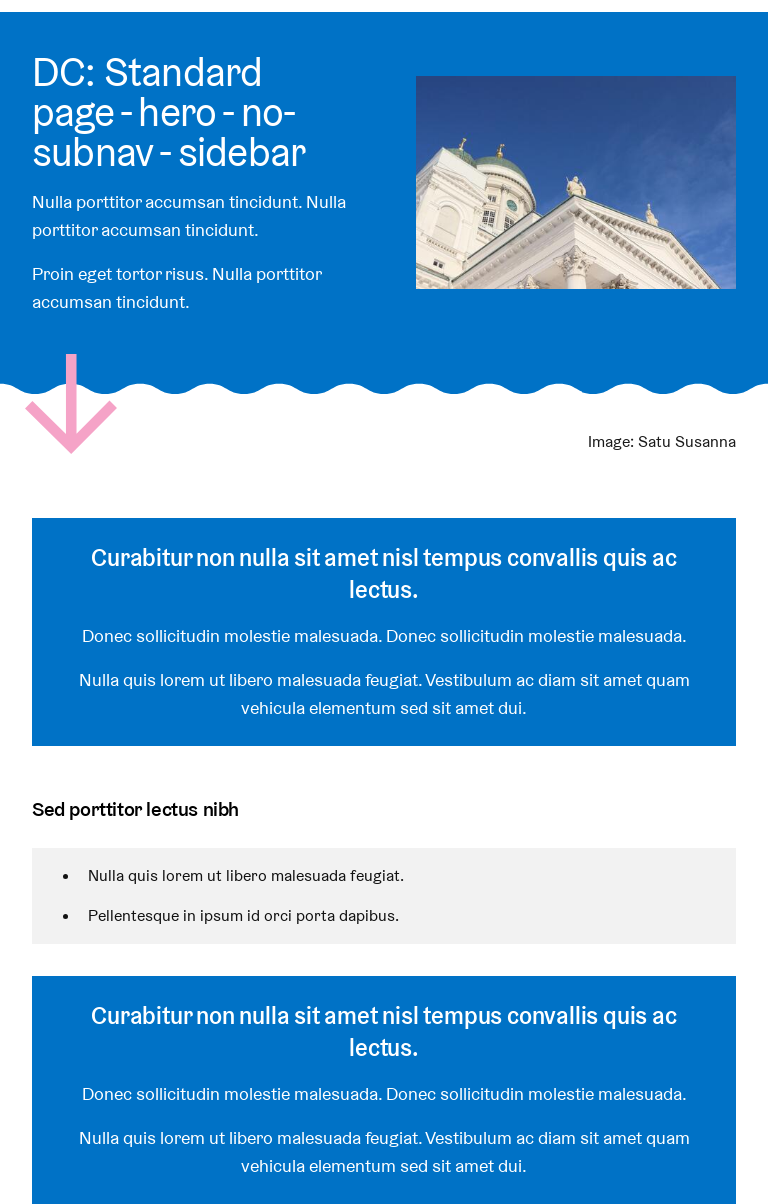 DC: Standard
page - hero - no-
subnav - sidebar
Nulla porttitor accumsan tincidunt. Nulla
porttitor accumsan tincidunt.
Proin eget tortor risus. Nulla porttitor
accumsan tincidunt.
Image: Satu Susanna
Curabitur non nulla sit amet nisl tempus convallis quis ac
lectus.
Donec sollicitudin molestie malesuada. Donec sollicitudin molestie malesuada.
Nulla quis lorem ut libero malesuada feugiat. Vestibulum ac diam sit amet quam
vehicula elementum sed sit amet dui.
Sed porttitor lectus nibh
• Nulla quis lorem ut libero malesuada feugiat.
• Pellentesque in ipsum id orci porta dapibus.
Curabitur non nulla sit amet nisl tempus convallis quis ac
lectus.
Donec sollicitudin molestie malesuada. Donec sollicitudin molestie malesuada.
Nulla quis lorem ut libero malesuada feugiat. Vestibulum ac diam sit amet quam
vehicula elementum sed sit amet dui.